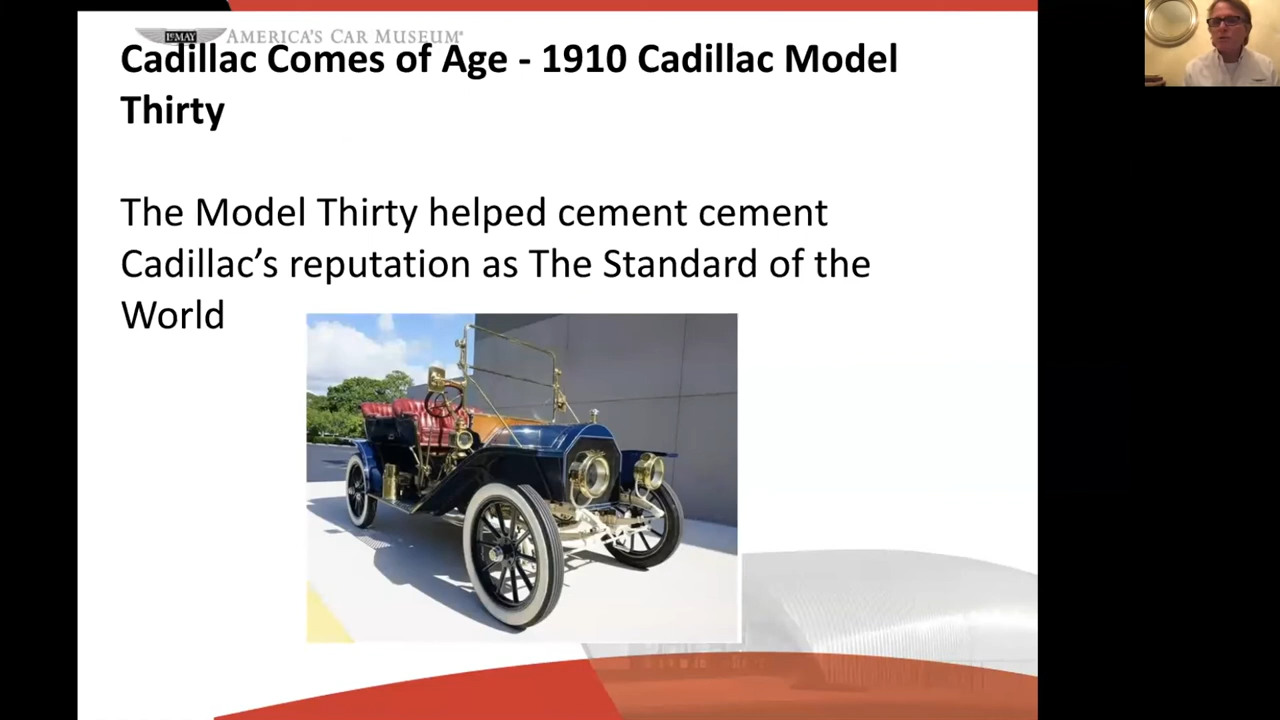 LeMAY AMERICA'S CAR MUSEUM®
Cadillac Comes of Age - 1910 Cadillac Model
Thirty
The Model Thirty helped cement cement
Cadillac’s reputation as The Standard of the
World